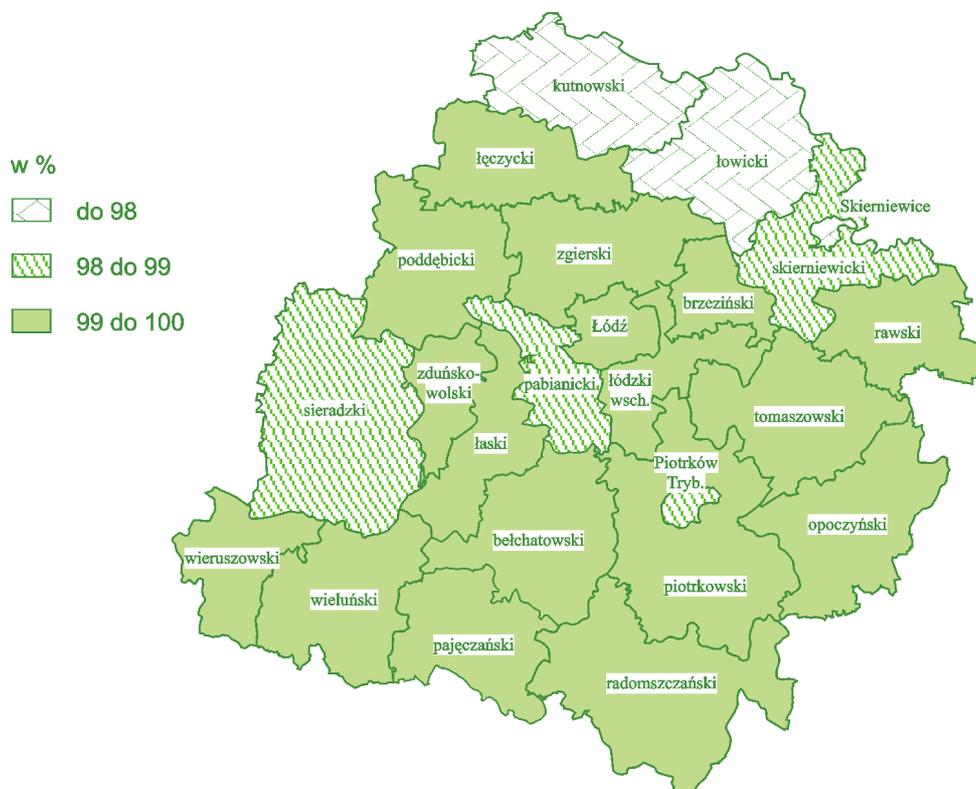 w %
do 98
98 do 99
99 do 100
kutnowski
łęczycki
łowicki
Skierniewice
poddębicki
zgierski
skierniewicki
brzeziński
Łódź
rawski
zduńsko-
wolski
pabianicki
łódzki
wsch.
sieradzki
tomaszowski
łaski
Piotrków
Tryb.
opoczyński
bełchatowski
wieruszowski
piotrkowski
wieluński
pajęczański
radomszczański